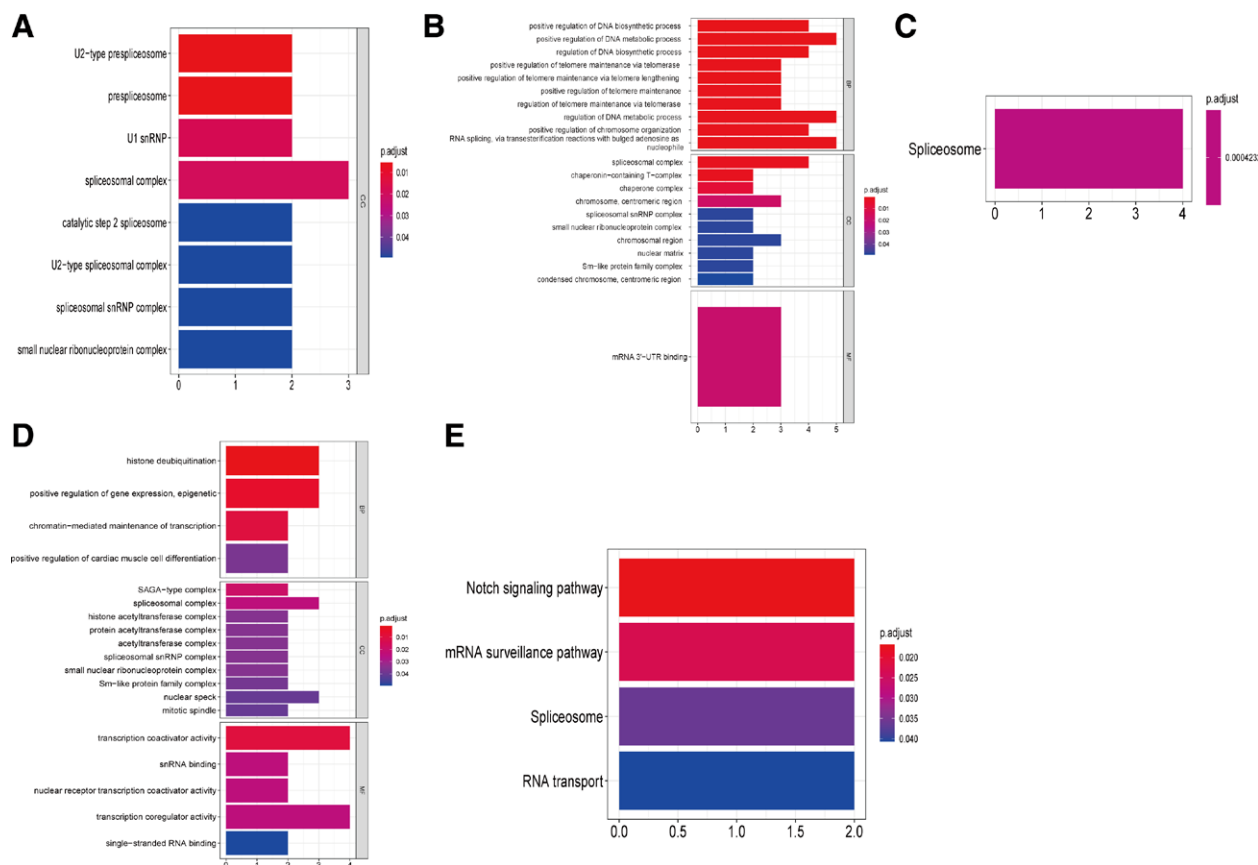 A
U2-type prespliceosome
prespliceosome
U1 snRNP
spliceosomal complex
catalytic step 2 spliceosome
U2-type spliceosomal complex
spliceosomal snRNP complex
small nuclear ribonucleoprotein complex
0 1 2 3
CC
p.adjust
0.01
0.02
0.03
0.04
B
positive regulation of DNA biosynthetic process
positive regulation of DNA metabolic process
regulation of DNA biosynthetic process
positive regulation of telomere maintenance via telomerase
positive regulation of telomere maintenance via telomere lengthening
positive regulation of telomere maintenance
regulation of telomere maintenance via telomerase
regulation of DNA metabolic process
positive regulation of chromosome organization
RNA splicing, via transesterification reactions with bulged adenosine as
nucleophile
BP
spliceosomal complex
chaperonin-containing T-complex
chaperone complex
chromosome, centromeric region
spliceosomal snRNP complex
small nuclear ribonucleoprotein complex
chromosomal region
nuclear matrix
Sm-like protein family complex
condensed chromosome, centromeric region
CC
mRNA 3'-UTR binding
MF
0 1 2 3 4 5
p.adjust
0.01
0.02
0.03
0.04
C
Spliceosome
0 1 2 3 4
p.adjust
D
histone deubiquitination
positive regulation of gene expression, epigenetic
chromatin-mediated maintenance of transcription
positive regulation of cardiac muscle cell differentiation
BP
SAGA-type complex
spliceosomal complex
histone acetyltransferase complex
protein acetyltransferase complex
acetyltransferase complex
spliceosomal snRNP complex
small nuclear ribonucleoprotein complex
Sm-like protein family complex
nuclear speck
mitotic spindle
CC
transcription coactivator activity
snRNA binding
nuclear receptor transcription coactivator activity
transcription coregulator activity
single-stranded RNA binding
MF
0 1 2 3 4
p.adjust
0.01
0.02
0.03
0.04
E
Notch signaling pathway
mRNA surveillance pathway
Spliceosome
RNA transport
0.0 0.5 1.0 1.5 2.0
p.adjust
0.020
0.025
0.030
0.035
0.040